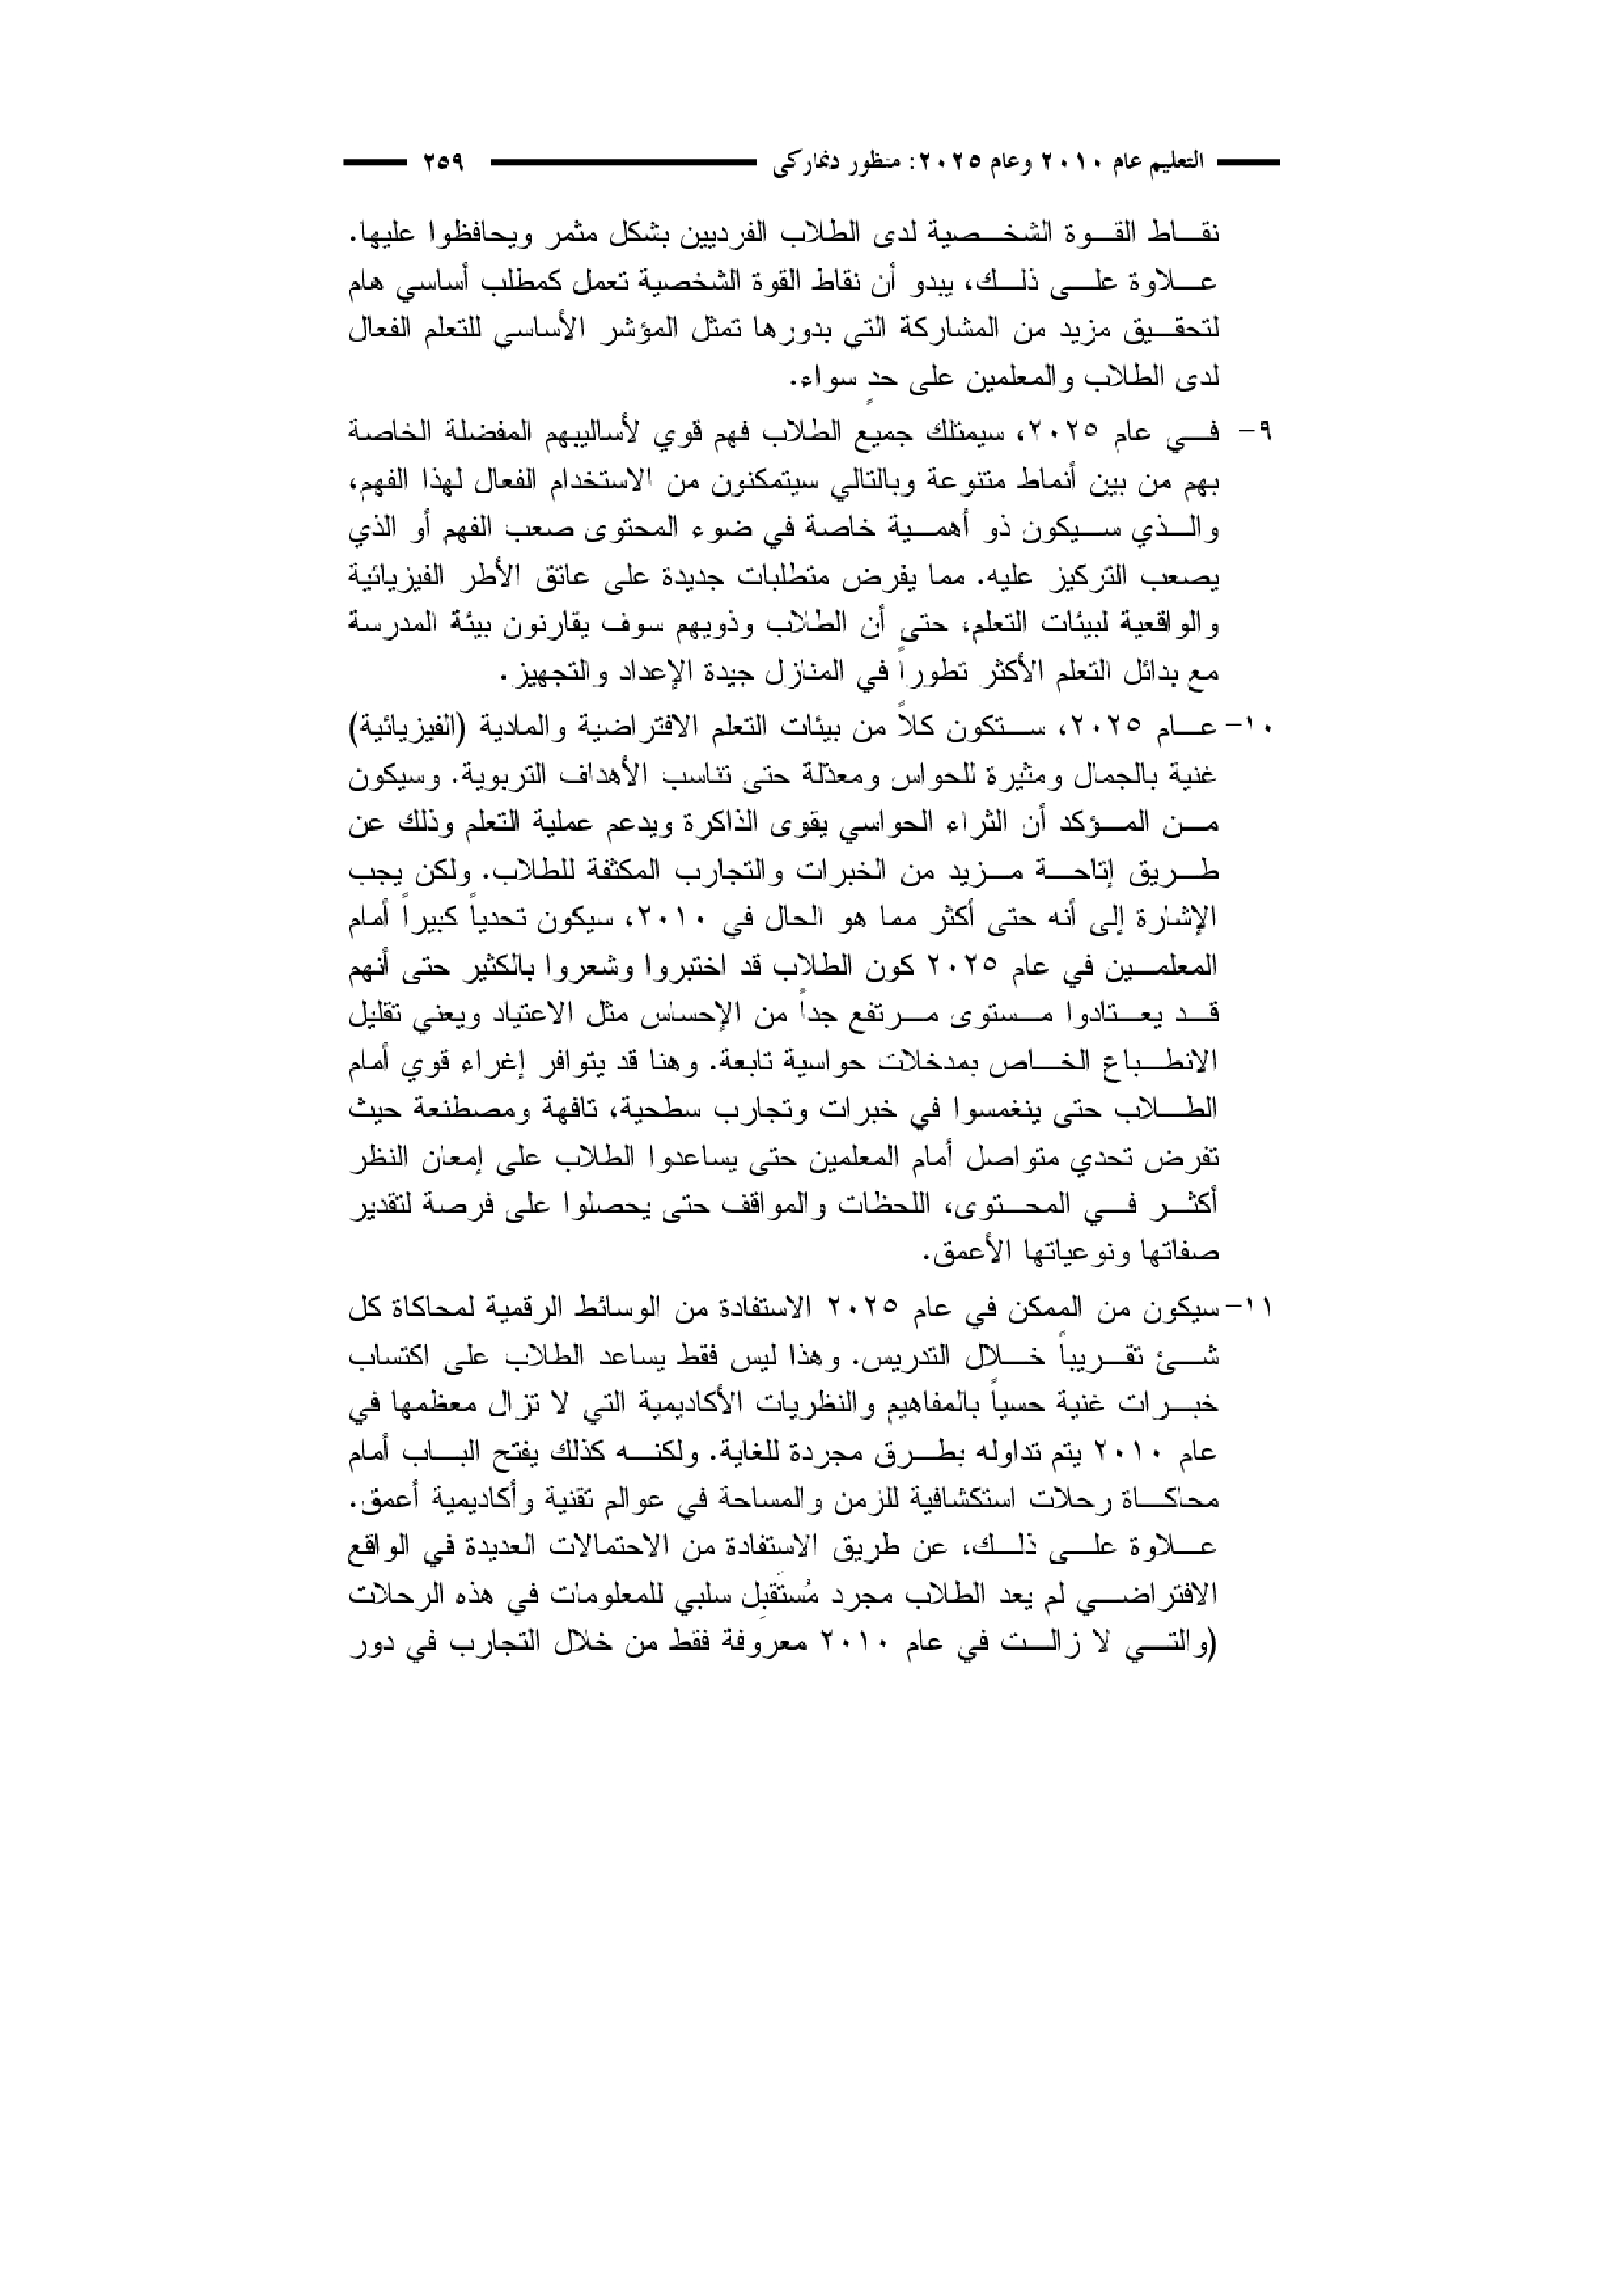 التعليم عام ٢٠١٠ وعام ٢٠٢٥: منظور دنماركى ٢٥٩
نقاط القوة الشخصية لدى الطلاب الفرديين بشكل مثمر ويحافظوا عليها.
علاوة على ذلك، يبدو أن نقاط القوة الشخصية تعمل كمطلب أساسي هام
لتحقيق مزيد من المشاركة التي بدورها تمثل المؤشر الأساسي للتعلم الفعال
لدى الطلاب والمعلمين على حدٍ سواء.
٩- في عام ٢٠٢٥، سيمتلك جميع الطلاب فهم قوي لأساليبهم المفضلة الخاصة
بهم من بين أنماط متنوعة وبالتالي سيتمكنون من الاستخدام الفعال لهذا الفهم،
والذي سيكون ذو أهمية خاصة في ضوء المحتوى صعب الفهم أو الذي
يصعب التركيز عليه. مما يفرض متطلبات جديدة على عاتق الأطر الفيزيائية
والواقعية لبيئات التعلم، حتى أن الطلاب وذويهم سوف يقارنون بيئة المدرسة
مع بدائل التعلم الأكثر تطوراً في المنازل جيدة الإعداد والتجهيز.
١٠- عام ٢٠٢٥، ستكون كلاً من بيئات التعلم الافتراضية والمادية (الفيزيائية)
غنية بالجمال ومثيرة للحواس ومعدّلة حتى تناسب الأهداف التربوية. وسيكون
من المؤكد أن الثراء الحواسي يقوى الذاكرة ويدعم عملية التعلم وذلك عن
طريق إتاحة مزيد من الخبرات والتجارب المكثفة للطلاب. ولكن يجب
الإشارة إلى أنه حتى أكثر مما هو الحال في ٢٠١٠، سيكون تحدياً كبيراً أمام
المعلمين في عام ٢٠٢٥ كون الطلاب قد اختبروا وشعروا بالكثير حتى أنهم
قد يعتادوا مستوى مرتفع جداً من الإحساس مثل الاعتياد ويعني تقليل
الانطباع الخاص بمدخلات حواسية تابعة. وهنا قد يتوافر إغراء قوي أمام
الطلاب حتى ينغمسوا في خبرات وتجارب سطحية، تافهة ومصطنعة حيث
تفرض تحدي متواصل أمام المعلمين حتى يساعدوا الطلاب على إمعان النظر
أكثر في المحتوى، اللحظات والمواقف حتى يحصلوا على فرصة لتقدير
صفاتها ونوعياتها الأعمق.
١١- سيكون من الممكن في عام ٢٠٢٥ الاستفادة من الوسائط الرقمية لمحاكاة كل
شئ تقريباً خلال التدريس. وهذا ليس فقط يساعد الطلاب على اكتساب
خبرات غنية حسياً بالمفاهيم والنظريات الأكاديمية التي لا تزال معظمها في
عام ٢٠١٠ يتم تداوله بطرق مجردة للغاية. ولكنه كذلك يفتح الباب أمام
محاكاة رحلات استكشافية للزمن والمساحة في عوالم تقنية وأكاديمية أعمق.
علاوة على ذلك، عن طريق الاستفادة من الاحتمالات العديدة في الواقع
الافتراضي لم يعد الطلاب مجرد مُستَقبِل سلبي للمعلومات في هذه الرحلات
(والتي لا زالت في عام ٢٠١٠ معروفة فقط من خلال التجارب في دور